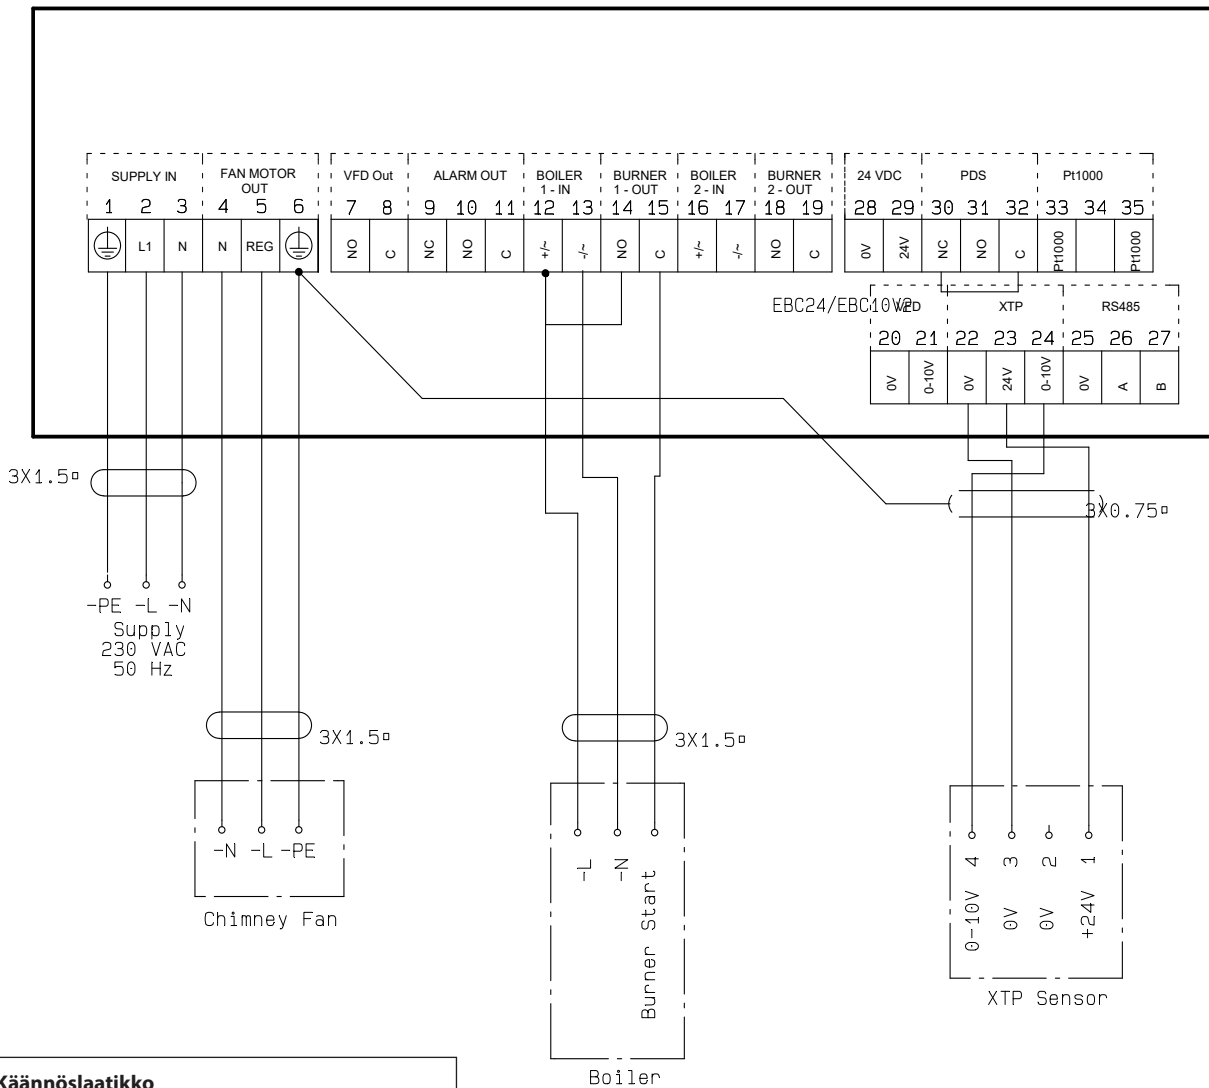 SUPPLY IN
FAN MOTOR
OUT
VFD Out
ALARM OUT
BOILER
1 - IN
BURNER
1 - OUT
BOILER
2 - IN
BURNER
2 - OUT
24 VDC
PDS
Pt1000
1 2 3 4 5 6 7 8 9 10 11 12 13 14 15 16 17 18 19 28 29 30 31 32 33 34 35
L1 N N REG NO C NC NO C +/~ -/~ NO C +/~ -/~ NO C 0V 24V NC NO C Pt1000 Pt1000
EBC24/EBC10V2
VFD
XTP
RS485
20 21 22 23 24 25 26 27
0V 0-10V 0V 24V 0-10V 0V A B
3X1.5▫
3X0.75▫
-PE -L -N
Supply
230 VAC
50 Hz
3X1.5▫
3X1.5▫
-N -L -PE
Chimney Fan
-L
-N
Burner Start
Boiler
4 3 2 1
0-10V 0V 0V +24V
XTP Sensor
Käännöslaatikko